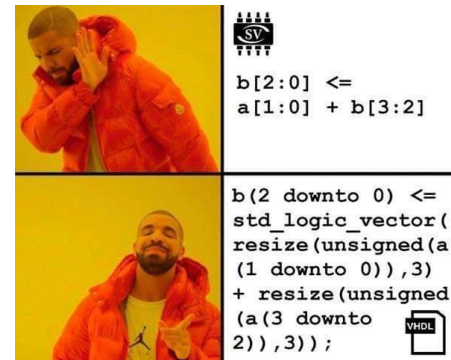 SV
b[2:0] <=
a[1:0] + b[3:2]
b(2 downto 0) <=
std_logic_vector(
resize(unsigned(a
(1 downto 0)),3)
+ resize(unsigned
(a(3 downto
2)),3));
VHDL